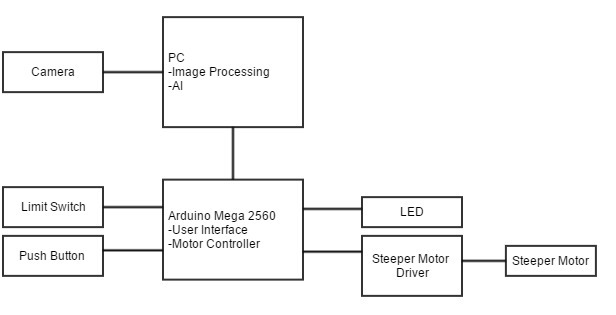 PC
-Image Processing
-AI
Camera
Limit Switch
Push Button
Arduino Mega 2560
-User Interface
-Motor Controller
LED
Steeper Motor
Driver
Steeper Motor